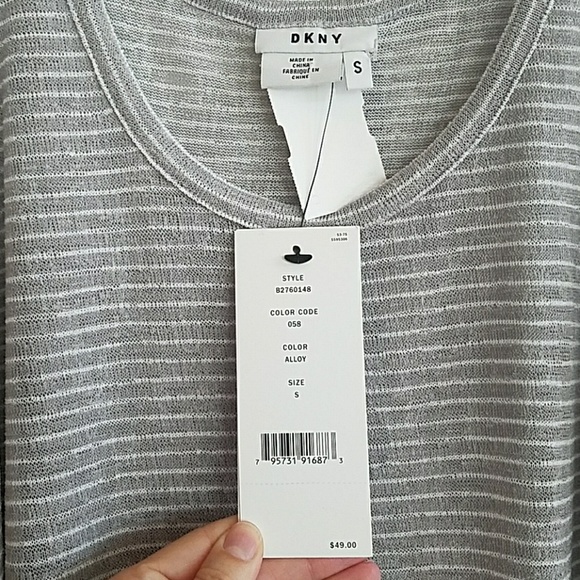 DKNY
MADE IN
CHINA
FABRIQUÉ EN
CHINE
S
STYLE
B2760148
COLOR CODE
058
COLOR
ALLOY
SIZE
S
7 95731 91687 3
$49.00